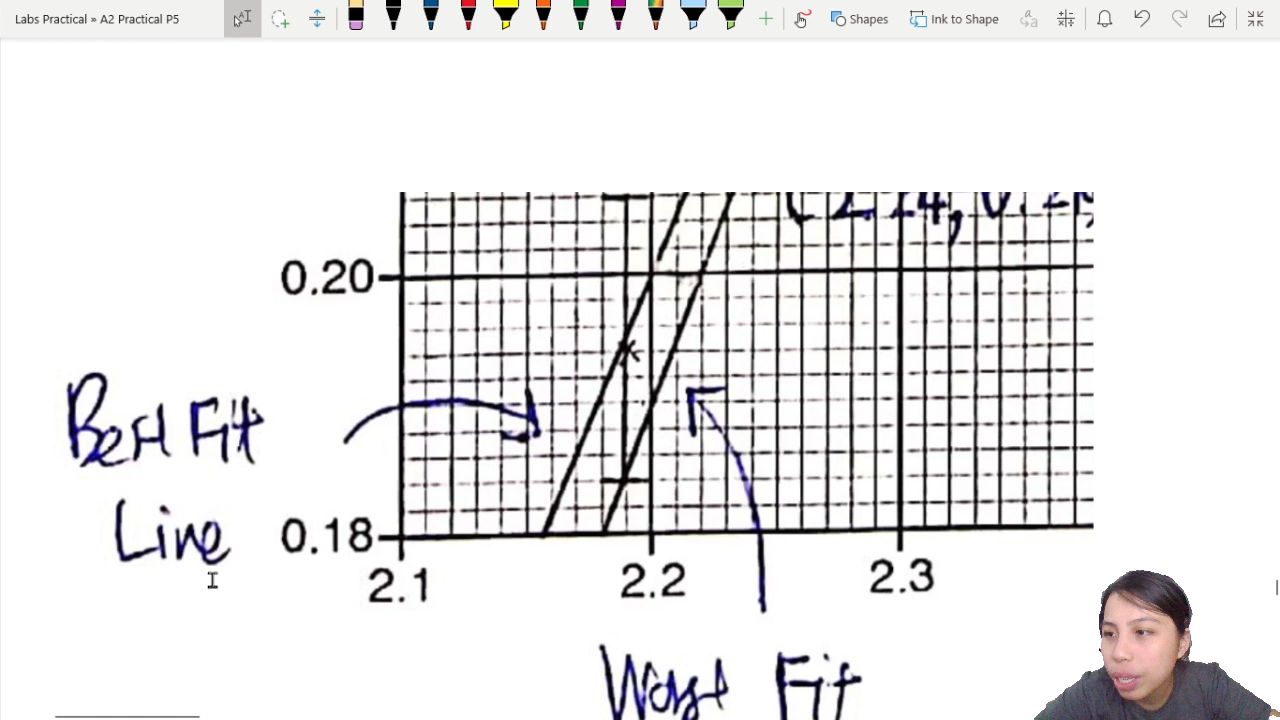 Labs Practical » A2 Practical P5
Shapes
Ink to Shape
0.20
Best Fit
Line
0.18
2.1
2.2
2.3
Worst Fit